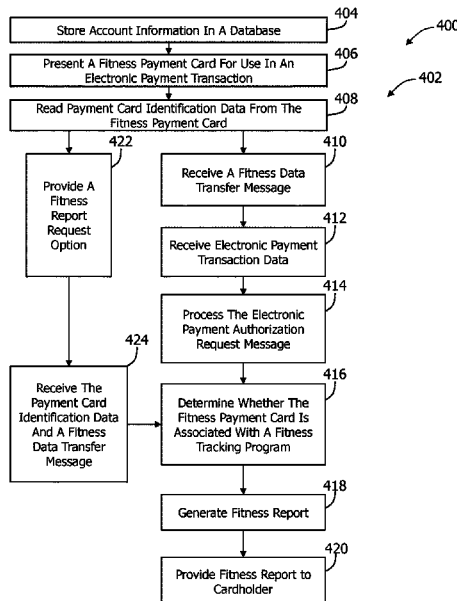 404
Store Account Information In A Database
400
406
Present A Fitness Payment Card For Use In An
Electronic Payment Transaction
402
408
Read Payment Card Identification Data From The
Fitness Payment Card
422
Provide A
Fitness
Report
Request
Option
410
Receive A Fitness Data
Transfer Message
412
Receive Electronic Payment
Transaction Data
414
Process The Electronic
Payment Authorization
Request Message
424
Receive The
Payment Card
Identification Data
And A Fitness
Data Transfer
Message
416
Determine Whether The
Fitness Payment Card Is
Associated With A Fitness
Tracking Program
418
Generate Fitness Report
420
Provide Fitness Report to
Cardholder